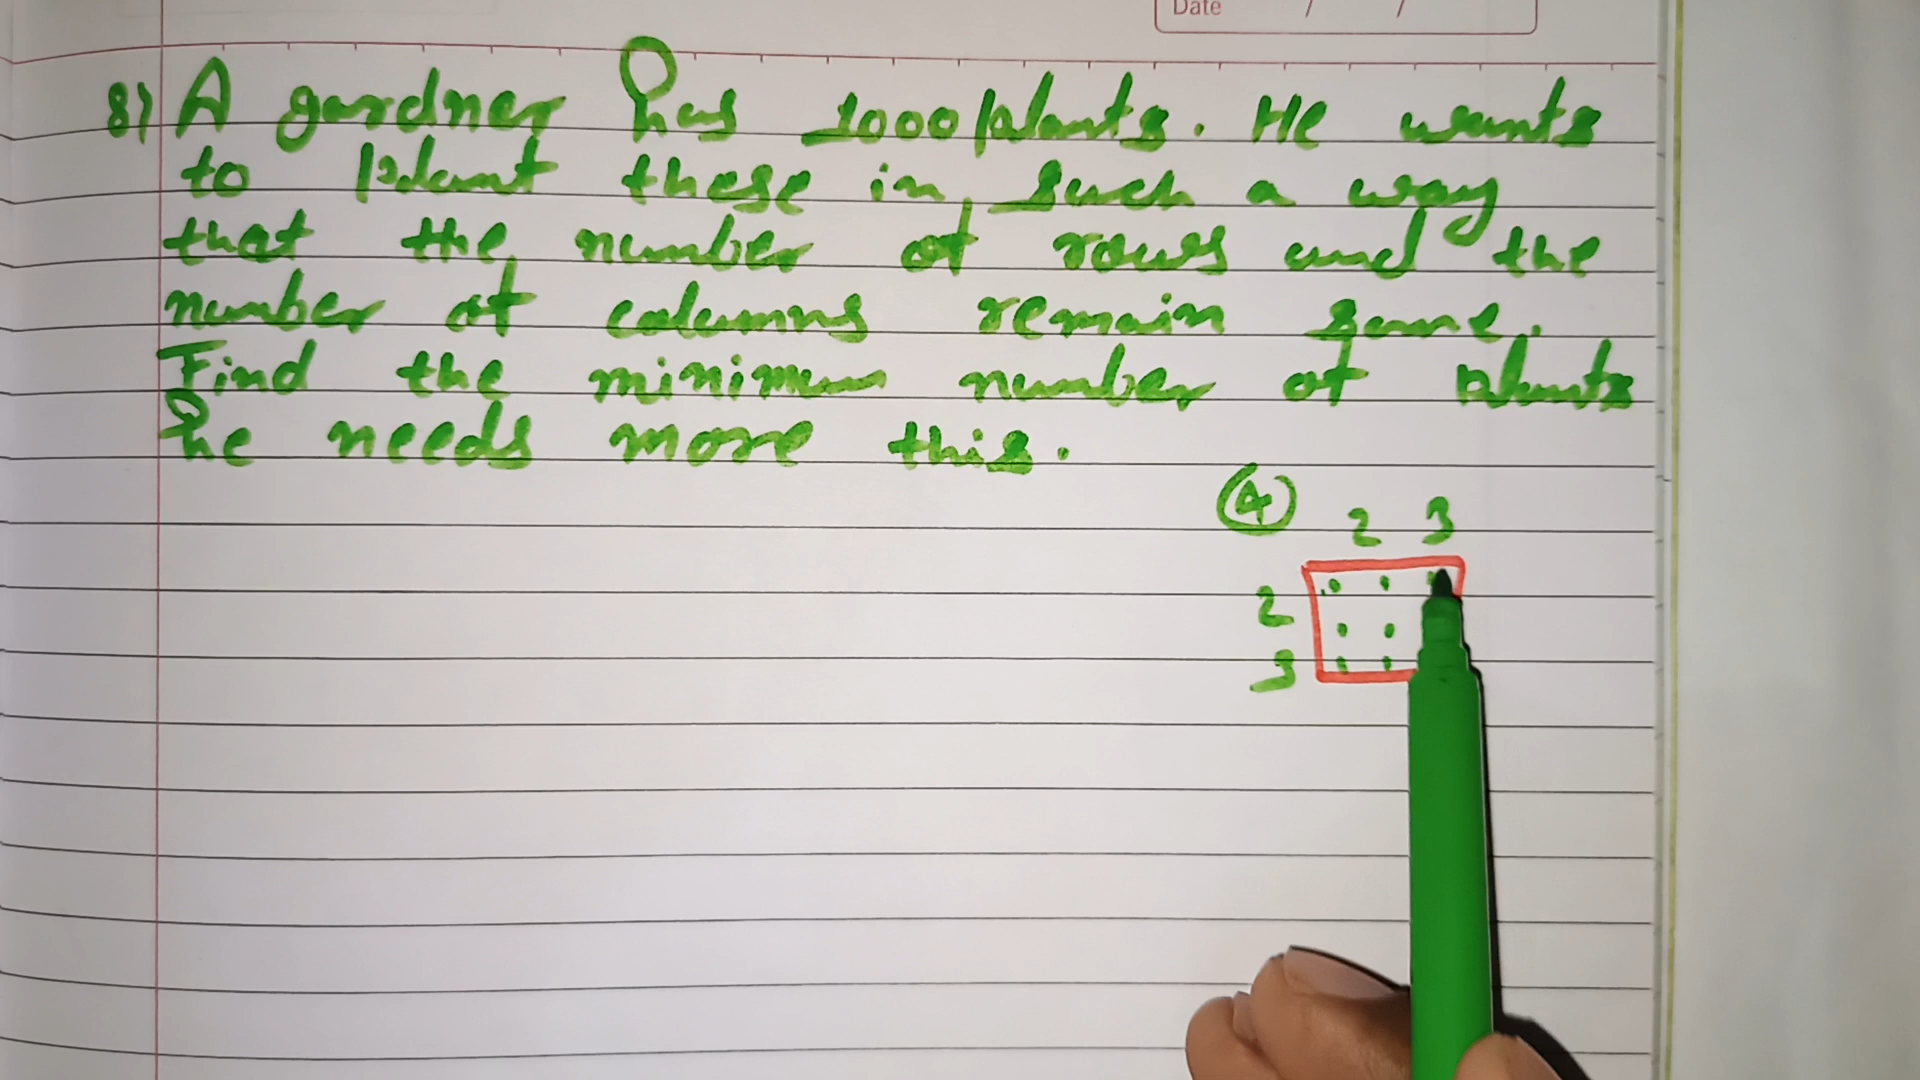 Date / /
8) A gardner has 1000 plants. He wants
to plant these in such a way
that the number of rows and the
number of columns remain same.
Find the minimum number of plants
he needs more this.
4
2 3
2
3